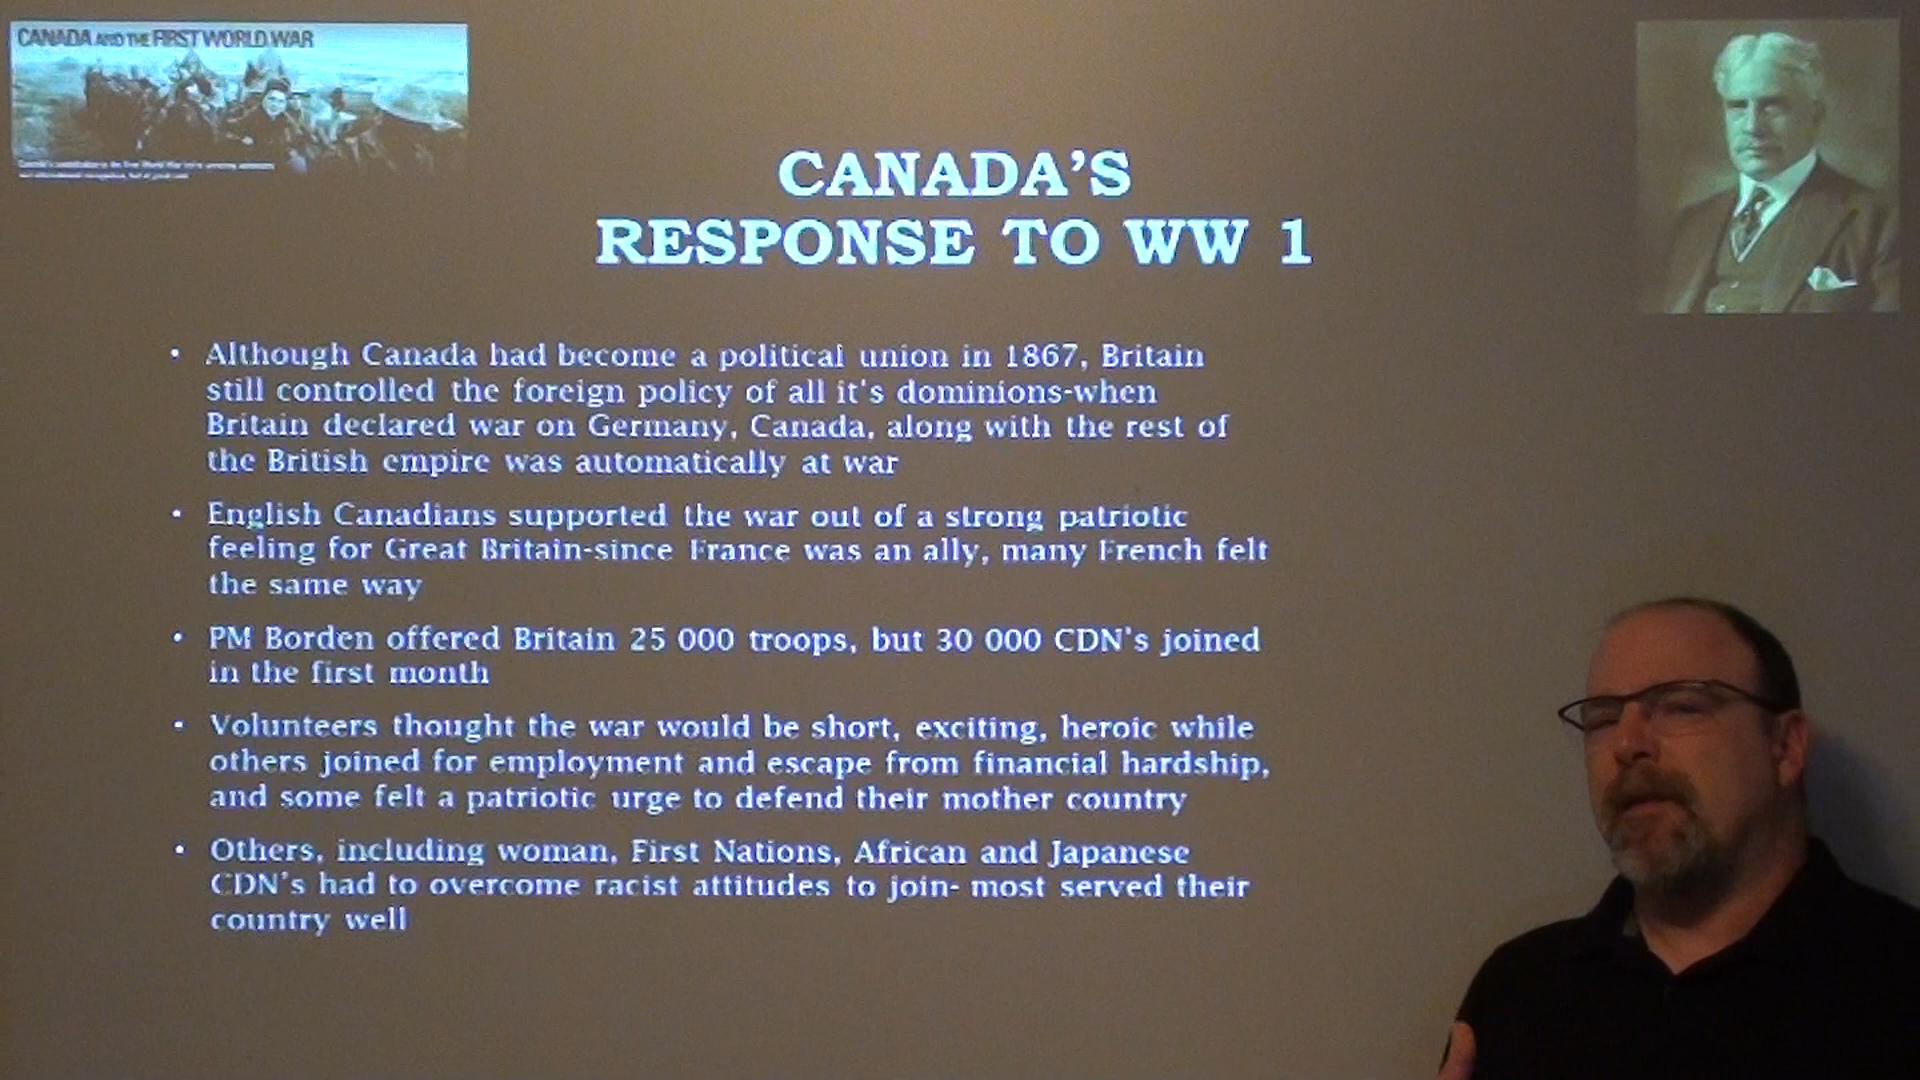 CANADA AND THE FIRST WORLD WAR
CANADA'S
RESPONSE TO WW 1
• Although Canada had become a political union in 1867, Britain
still controlled the foreign policy of all it's dominions-when
Britain declared war on Germany, Canada, along with the rest of
the British empire was automatically at war
• English Canadians supported the war out of a strong patriotic
feeling for Great Britain-since France was an ally, many French felt
the same way
• PM Borden offered Britain 25 000 troops, but 30 000 CDN's joined
in the first month
• Volunteers thought the war would be short, exciting, heroic while
others joined for employment and escape from financial hardship,
and some felt a patriotic urge to defend their mother country
• Others, including woman, First Nations, African and Japanese
CDN's had to overcome racist attitudes to join- most served their
country well